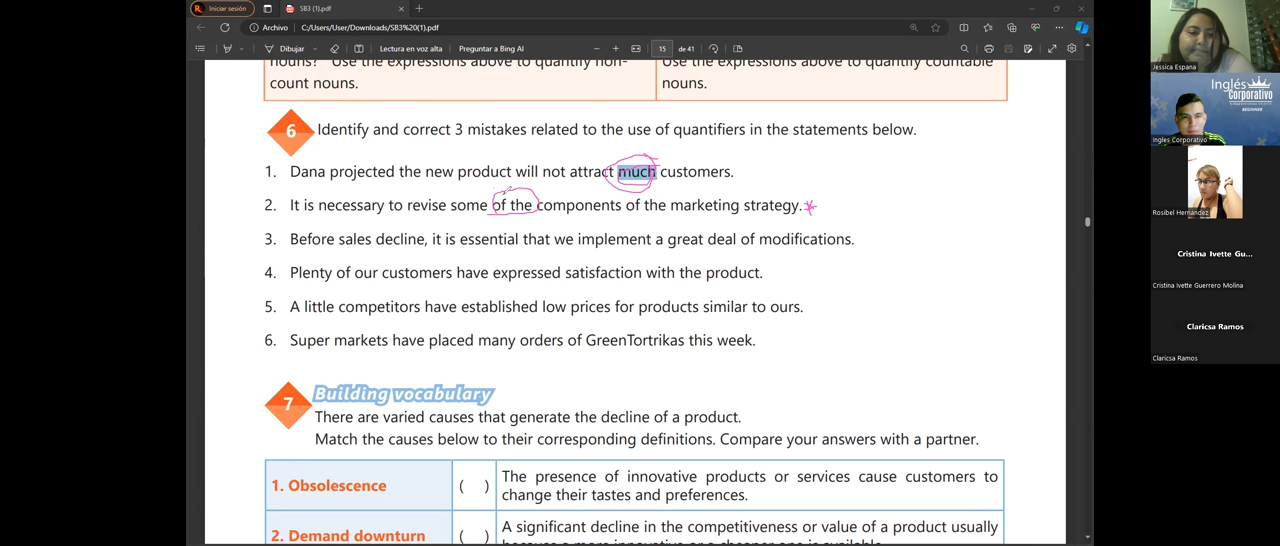 Iniciar sesión
SB3 (1).pdf
Archivo
C:/Users/User/Downloads/SB3%20(1).pdf
Dibujar
Lectura en voz alta
Preguntar a Bing AI
15
de 41
nouns? Use the expressions above to quantify non-
count nouns.
Use the expressions above to quantify countable
nouns.
6
Identify and correct 3 mistakes related to the use of quantifiers in the statements below.
1. Dana projected the new product will not attract much customers.
2. It is necessary to revise some of the components of the marketing strategy.
3. Before sales decline, it is essential that we implement a great deal of modifications.
4. Plenty of our customers have expressed satisfaction with the product.
5. A little competitors have established low prices for products similar to ours.
6. Super markets have placed many orders of GreenTortrikas this week.
7
Building vocabulary
There are varied causes that generate the decline of a product.
Match the causes below to their corresponding definitions. Compare your answers with a partner.
1. Obsolescence
( )
The presence of innovative products or services cause customers to
change their tastes and preferences.
2. Demand downturn
( )
A significant decline in the competitiveness or value of a product usually
because a more innovative or a cheaper one is available.
Jessica Espana
Inglés
Corporativo
BEGINNER
Ingles Corporativo
Rosibel Hernández
Cristina Ivette Gu...
Cristina Ivette Guerrero Molina
Claricsa Ramos
Claricsa Ramos